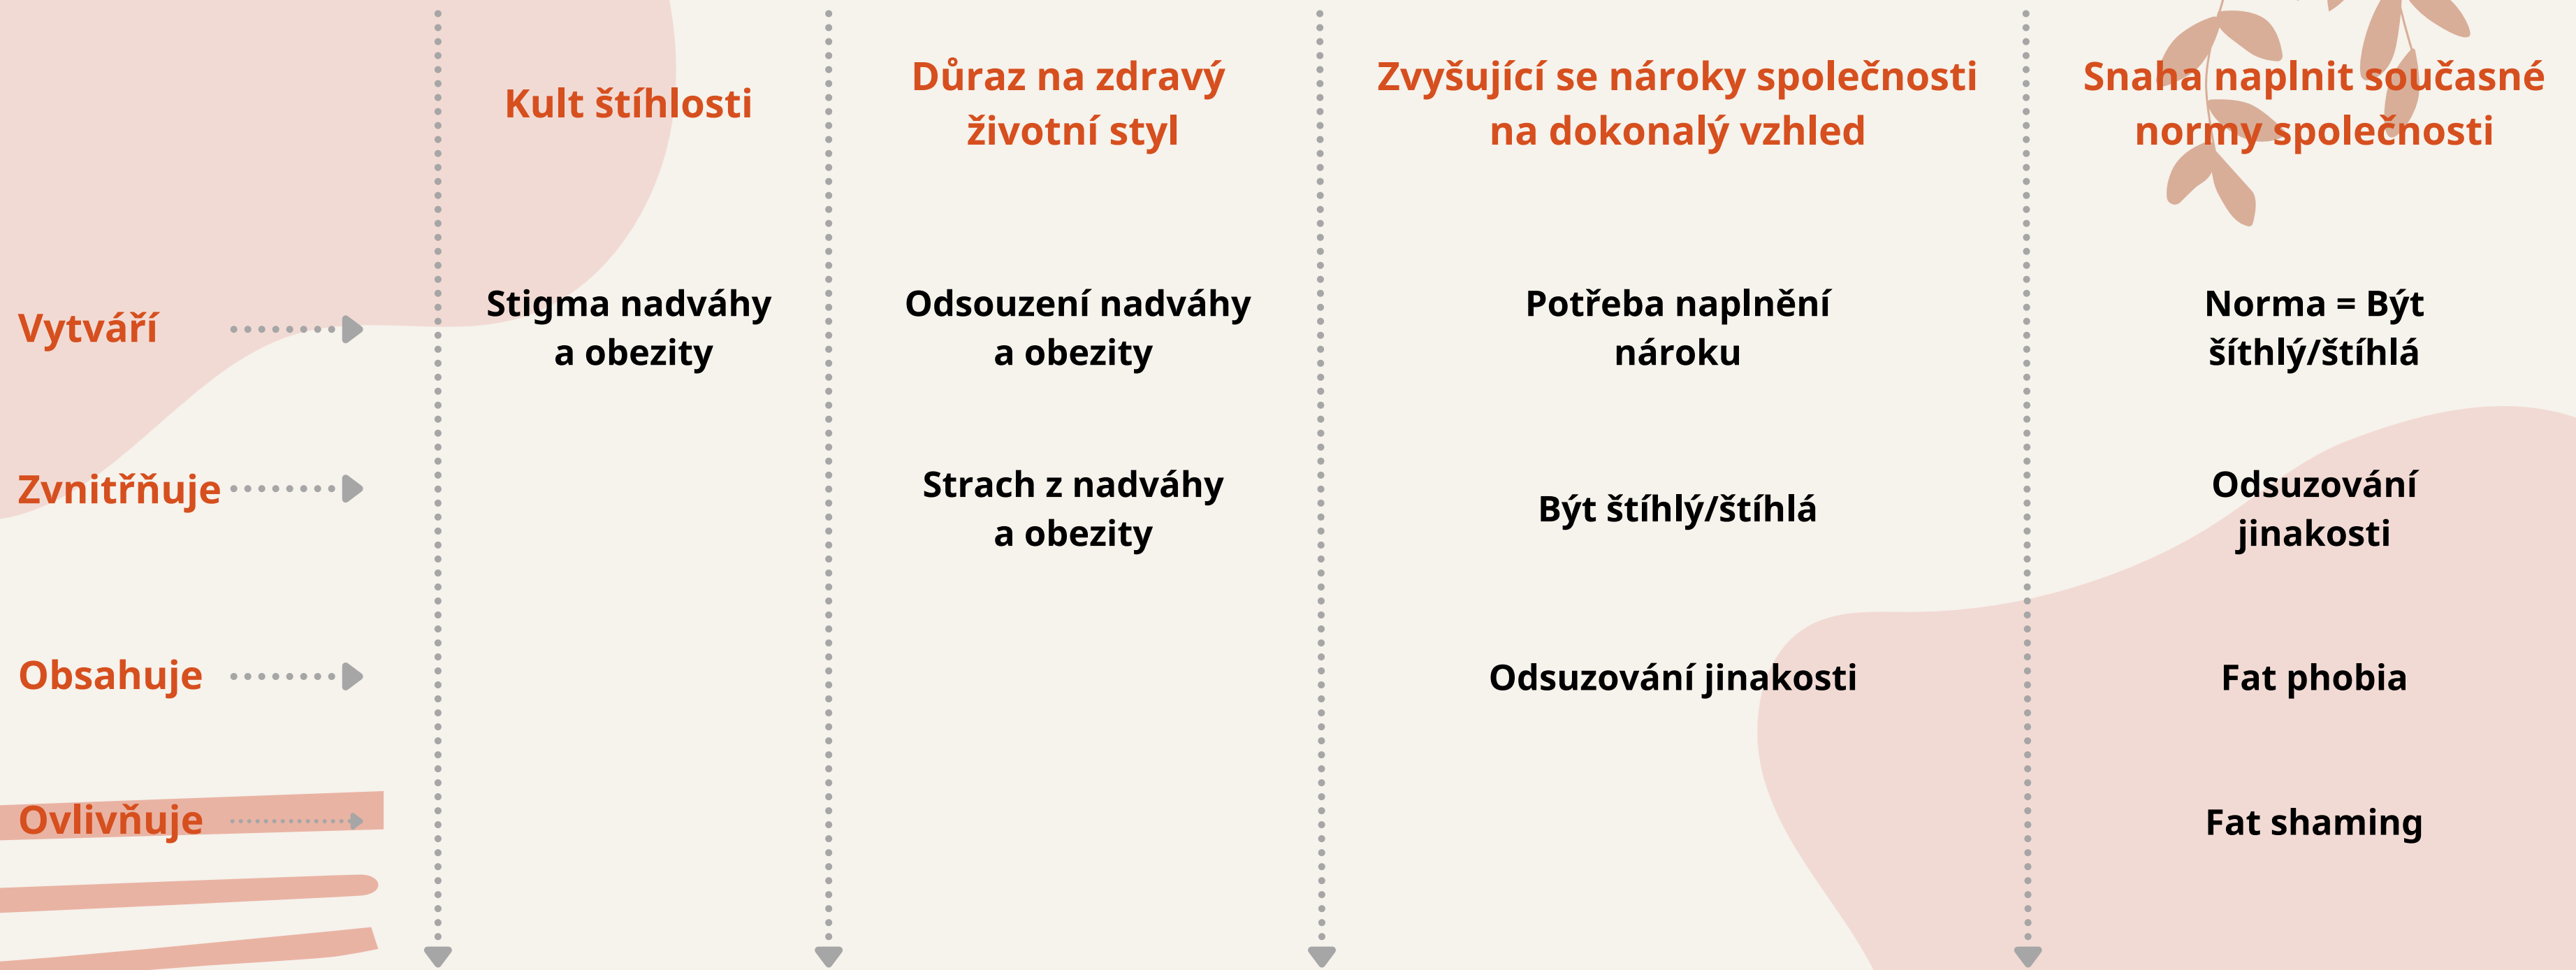 Kult štíhlosti
Důraz na zdravý
životní styl
Zvyšující se nároky společnosti
na dokonalý vzhled
Snaha naplnit současné
normy společnosti
Vytváří
Stigma nadváhy
a obezity
Odsouzení nadváhy
a obezity
Potřeba naplnění
nároku
Norma = Být
šíthlý/štíhlá
Zvnitřňuje
Strach z nadváhy
a obezity
Být štíhlý/štíhlá
Odsuzování
jinakosti
Obsahuje
Odsuzování jinakosti
Fat phobia
Ovlivňuje
Fat shaming